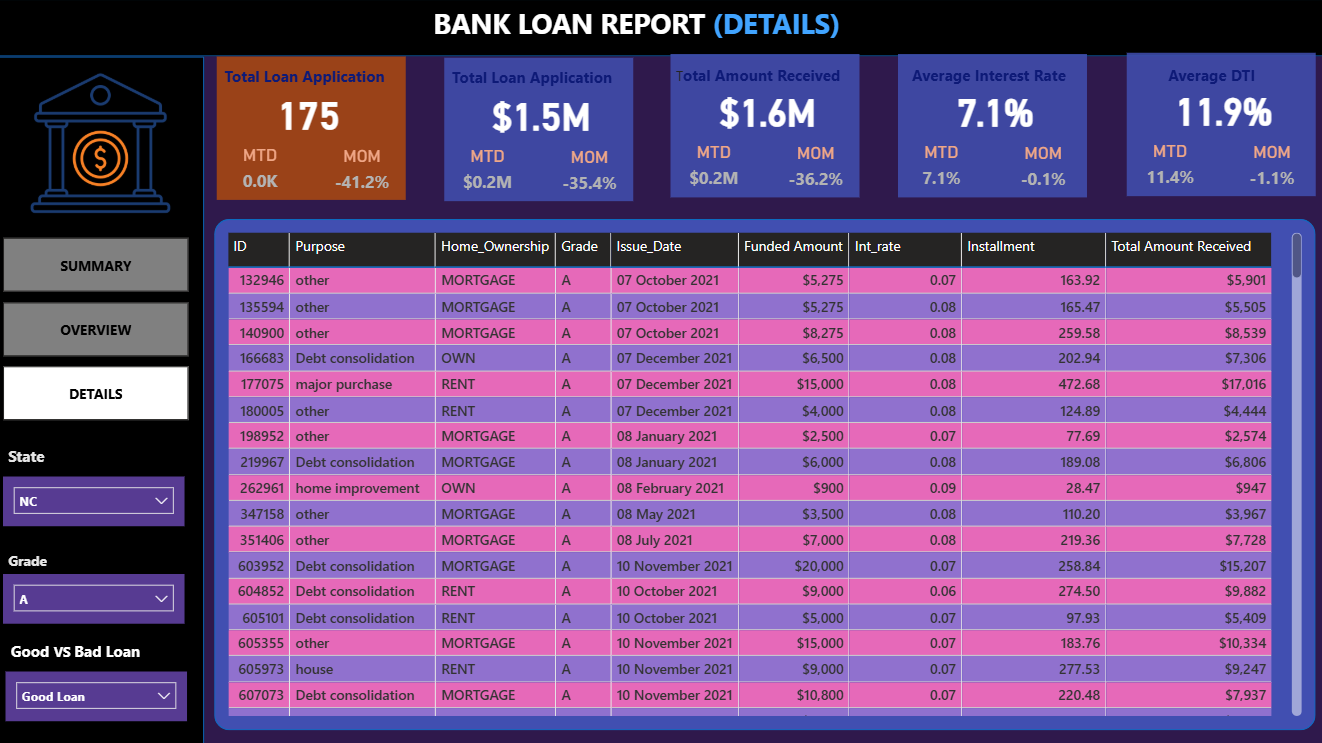 BANK LOAN REPORT (DETAILS)
Total Loan Application
175
MTD MOM
0.0K -41.2%
Total Loan Application
$1.5M
MTD MOM
$0.2M -35.4%
Total Amount Received
$1.6M
MTD MOM
$0.2M -36.2%
Average Interest Rate
7.1%
MTD MOM
7.1% -0.1%
Average DTI
11.9%
MTD MOM
11.4% -1.1%
$
SUMMARY
OVERVIEW
DETAILS
State
NC
Grade
A
Good VS Bad Loan
Good Loan
ID Purpose Home_Ownership Grade Issue_Date Funded Amount Int_rate Installment Total Amount Received
132946 other MORTGAGE A 07 October 2021 $5,275 0.07 163.92 $5,901
135594 other MORTGAGE A 07 October 2021 $5,275 0.08 165.47 $5,505
140900 other MORTGAGE A 07 October 2021 $8,275 0.08 259.58 $8,539
166683 Debt consolidation OWN A 07 December 2021 $6,500 0.08 202.94 $7,306
177075 major purchase RENT A 07 December 2021 $15,000 0.08 472.68 $17,016
180005 other RENT A 07 December 2021 $4,000 0.08 124.89 $4,444
198952 other MORTGAGE A 08 January 2021 $2,500 0.07 77.69 $2,574
219967 Debt consolidation MORTGAGE A 08 January 2021 $6,000 0.08 189.08 $6,806
262961 home improvement OWN A 08 February 2021 $900 0.09 28.47 $947
347158 other MORTGAGE A 08 May 2021 $3,500 0.08 110.20 $3,967
351406 other MORTGAGE A 08 July 2021 $7,000 0.08 219.36 $7,728
603952 Debt consolidation MORTGAGE A 10 November 2021 $20,000 0.07 258.84 $15,207
604852 Debt consolidation RENT A 10 October 2021 $9,000 0.06 274.50 $9,882
605101 Debt consolidation RENT A 10 October 2021 $5,000 0.07 97.93 $5,409
605355 other MORTGAGE A 10 November 2021 $15,000 0.07 183.76 $10,334
605973 house RENT A 10 November 2021 $9,000 0.07 277.53 $9,247
607073 Debt consolidation MORTGAGE A 10 November 2021 $10,800 0.07 220.48 $7,937